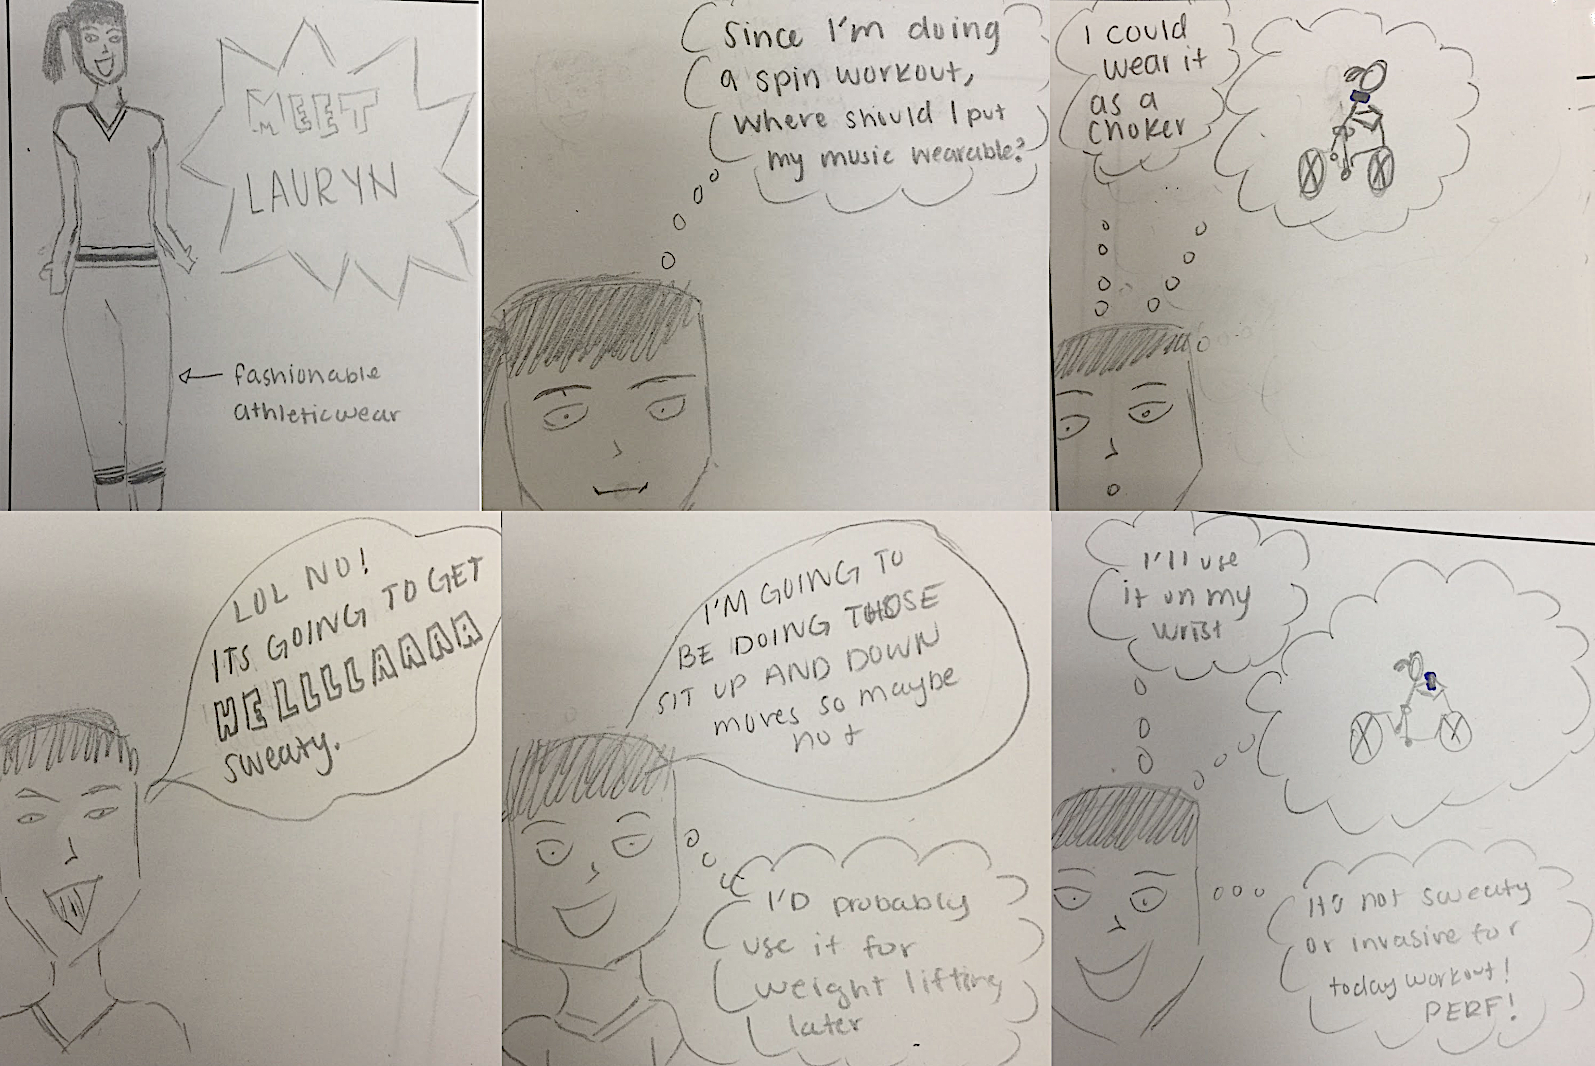 MEET
LAURYN
fashionable
athleticwear
Since I'm doing
a spin workout,
where should I put
my music wearable?
I could
wear it
as a
choker
LOL NO!
ITS GOING TO GET
HELLLLAAAA
sweaty.
I'M GOING TO
BE DOING THOSE
SIT UP AND DOWN
moves so maybe
not
I'D probably
use it for
weight lifting
later
I'll use
it on my
wrist
It's not sweaty
or invasive for
today workout!
PERF!